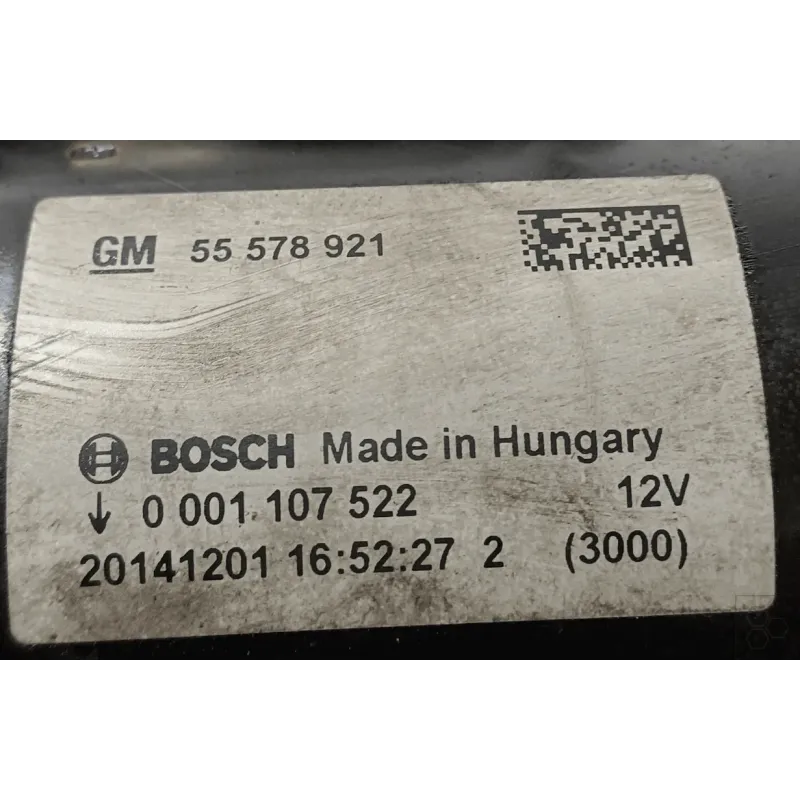 GM 55 578 921
BOSCH Made in Hungary
↓ 0 001 107 522 12V
20141201 16:52:27 2 (3000)